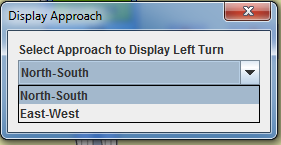 Display Approach
Select Approach to Display Left Turn
North-South
North-South
East-West